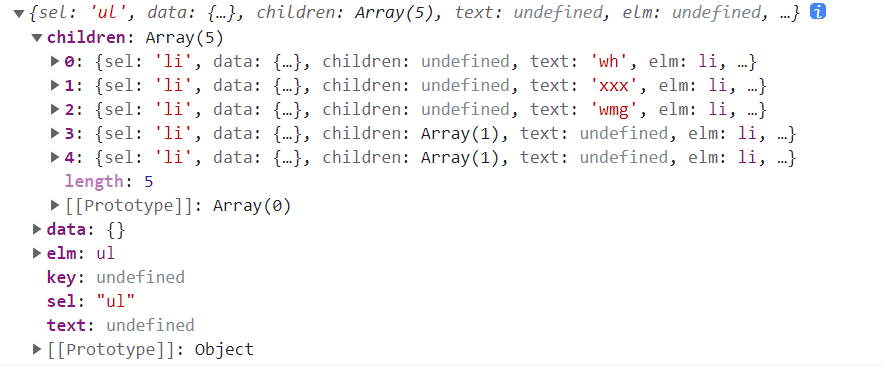 ▼{sel: 'ul', data: {…}, children: Array(5), text: undefined, elm: undefined, …} i
▼children: Array(5)
▶0: {sel: 'li', data: {…}, children: undefined, text: 'wh', elm: li, …}
▶1: {sel: 'li', data: {…}, children: undefined, text: 'xxx', elm: li, …}
▶2: {sel: 'li', data: {…}, children: undefined, text: 'wmg', elm: li, …}
▶3: {sel: 'li', data: {…}, children: Array(1), text: undefined, elm: li, …}
▶4: {sel: 'li', data: {…}, children: Array(1), text: undefined, elm: li, …}
length: 5
▶[[Prototype]]: Array(0)
▶data: {}
▶elm: ul
key: undefined
sel: "ul"
text: undefined
▶[[Prototype]]: Object